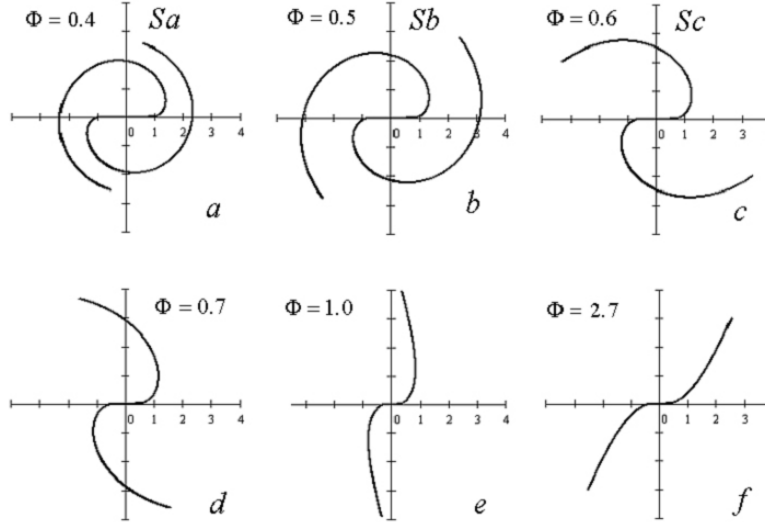 Φ = 0.4 Sa
0 1 2 3 4
a
Φ = 0.5 Sb
0 1 2 3 4
b
Φ = 0.6 Sc
0 1 2 3
c
Φ = 0.7
0 1 2 3 4
d
Φ = 1.0
0 1 2 3 4
e
Φ = 2.7
0 1 2 3
f